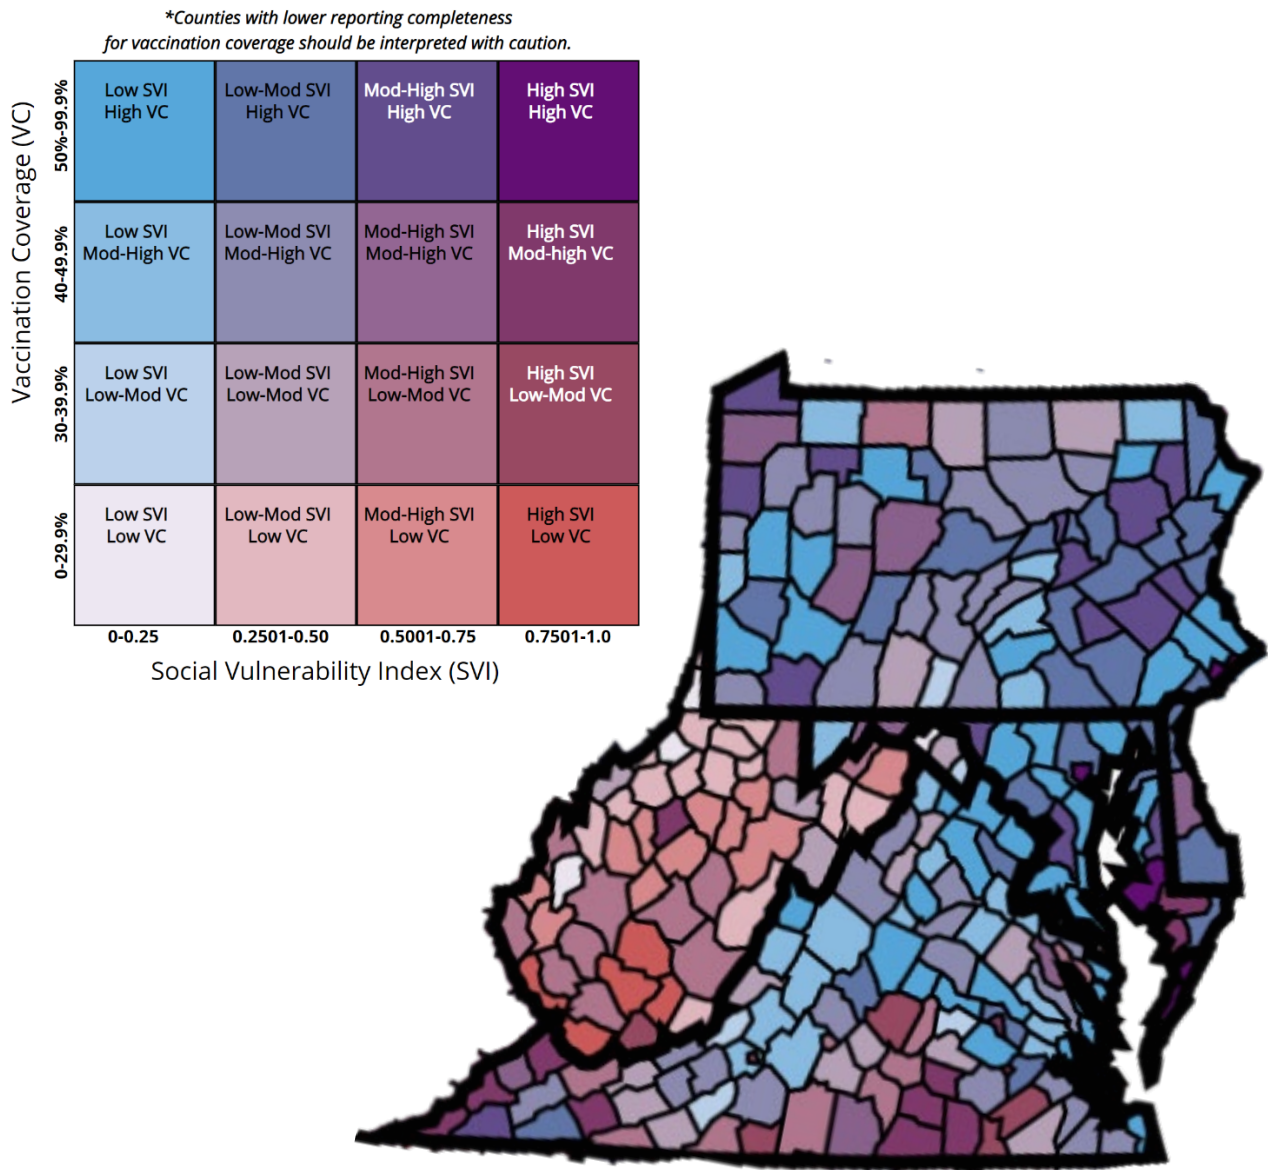 *Counties with lower reporting completeness
for vaccination coverage should be interpreted with caution.
Vaccination Coverage (VC)
50%-99.9%
Low SVI
High VC
Low-Mod SVI
High VC
Mod-High SVI
High VC
High SVI
High VC
40-49.9%
Low SVI
Mod-High VC
Low-Mod SVI
Mod-High VC
Mod-High SVI
Mod-High VC
High SVI
Mod-high VC
30-39.9%
Low SVI
Low-Mod VC
Low-Mod SVI
Low-Mod VC
Mod-High SVI
Low-Mod VC
High SVI
Low-Mod VC
0-29.9%
Low SVI
Low VC
Low-Mod SVI
Low VC
Mod-High SVI
Low VC
High SVI
Low VC
0-0.25
0.2501-0.50
0.5001-0.75
0.7501-1.0
Social Vulnerability Index (SVI)